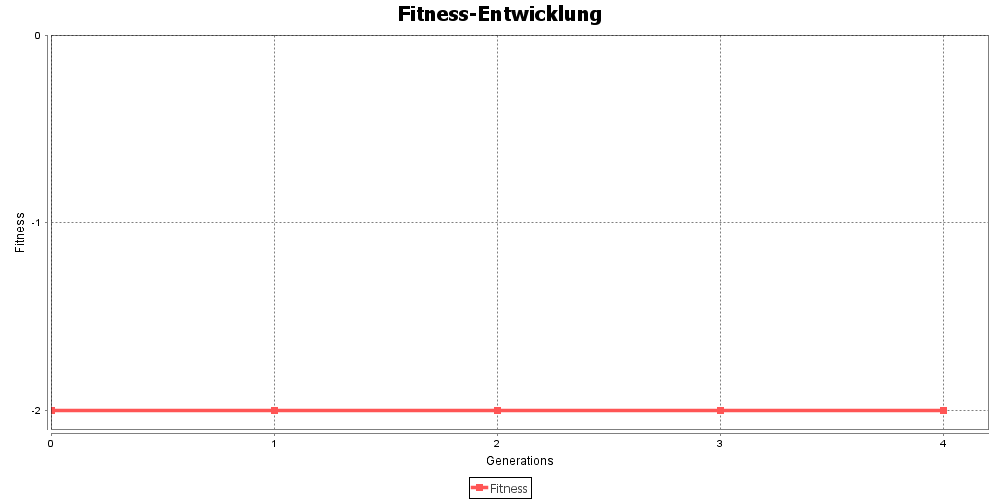 Fitness-Entwicklung
Fitness
0
-1
-2
0 1 2 3 4
Generations
Fitness